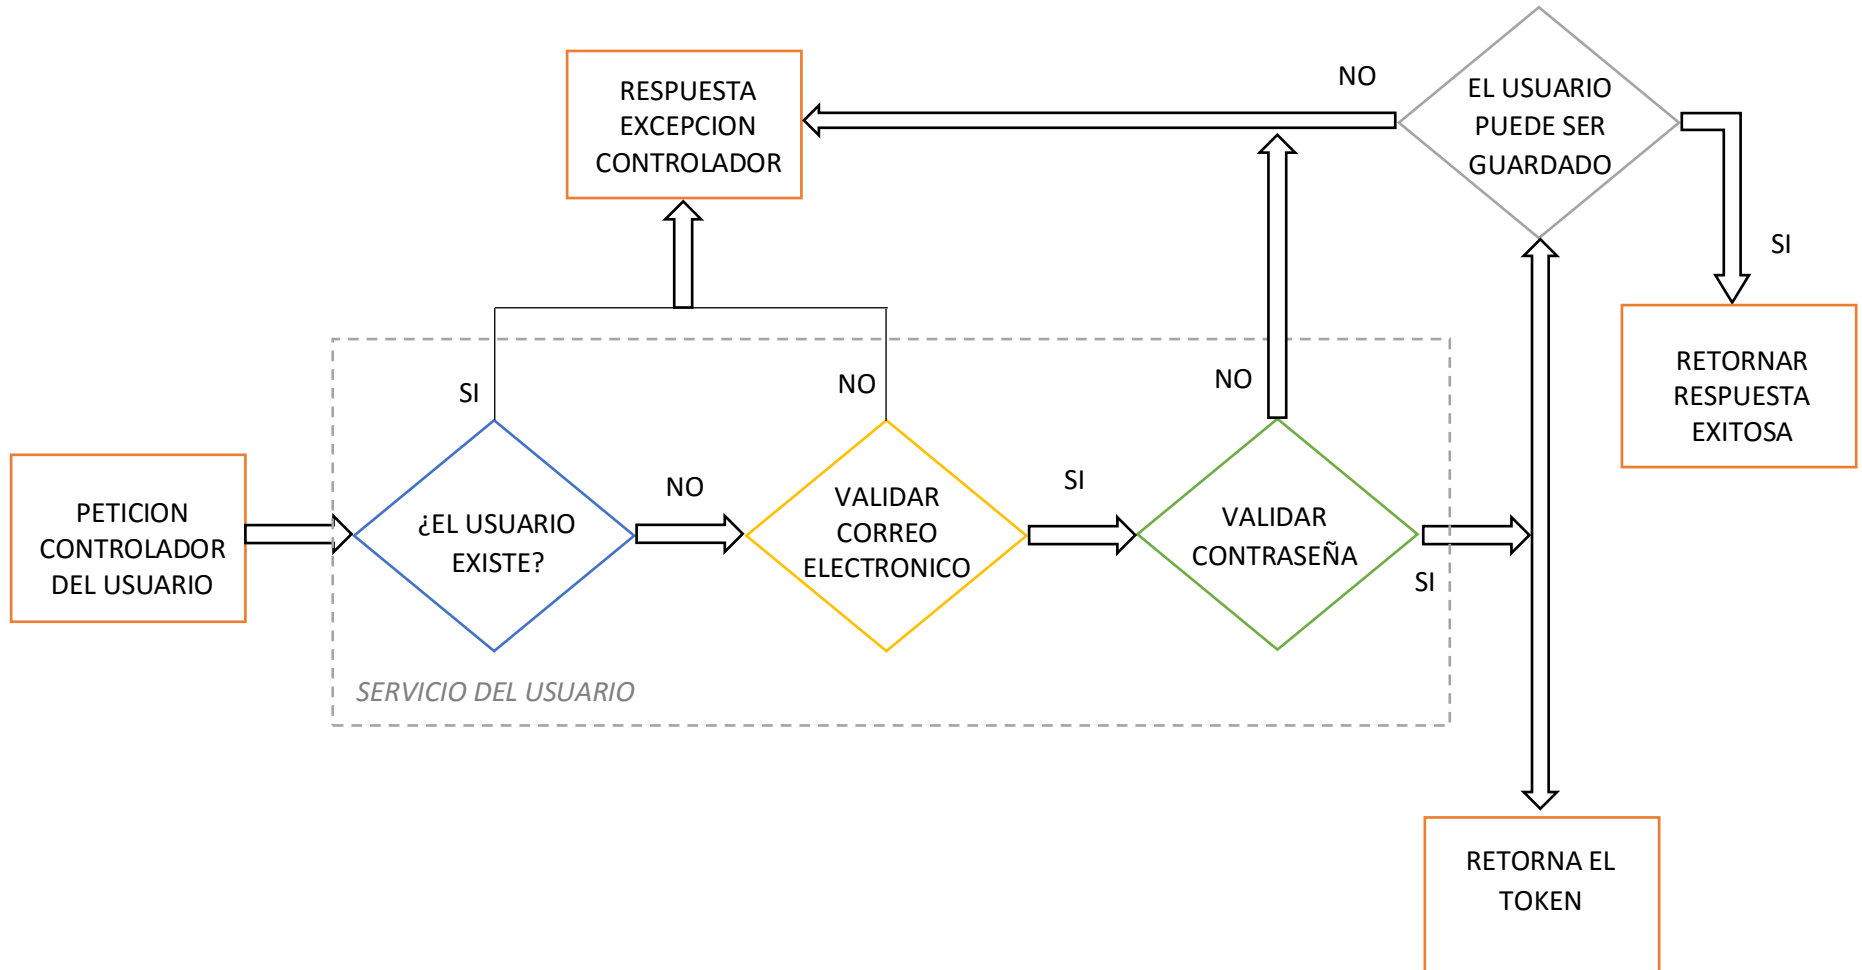 NO
EL USUARIO
PUEDE SER
GUARDADO
RESPUESTA
EXCEPCION
CONTROLADOR
SI
RETORNAR
RESPUESTA
EXITOSA
SI
NO
NO
PETICION
CONTROLADOR
DEL USUARIO
¿EL USUARIO
EXISTE?
NO
VALIDAR
CORREO
ELECTRONICO
SI
VALIDAR
CONTRASEÑA
SI
SERVICIO DEL USUARIO
RETORNA EL
TOKEN